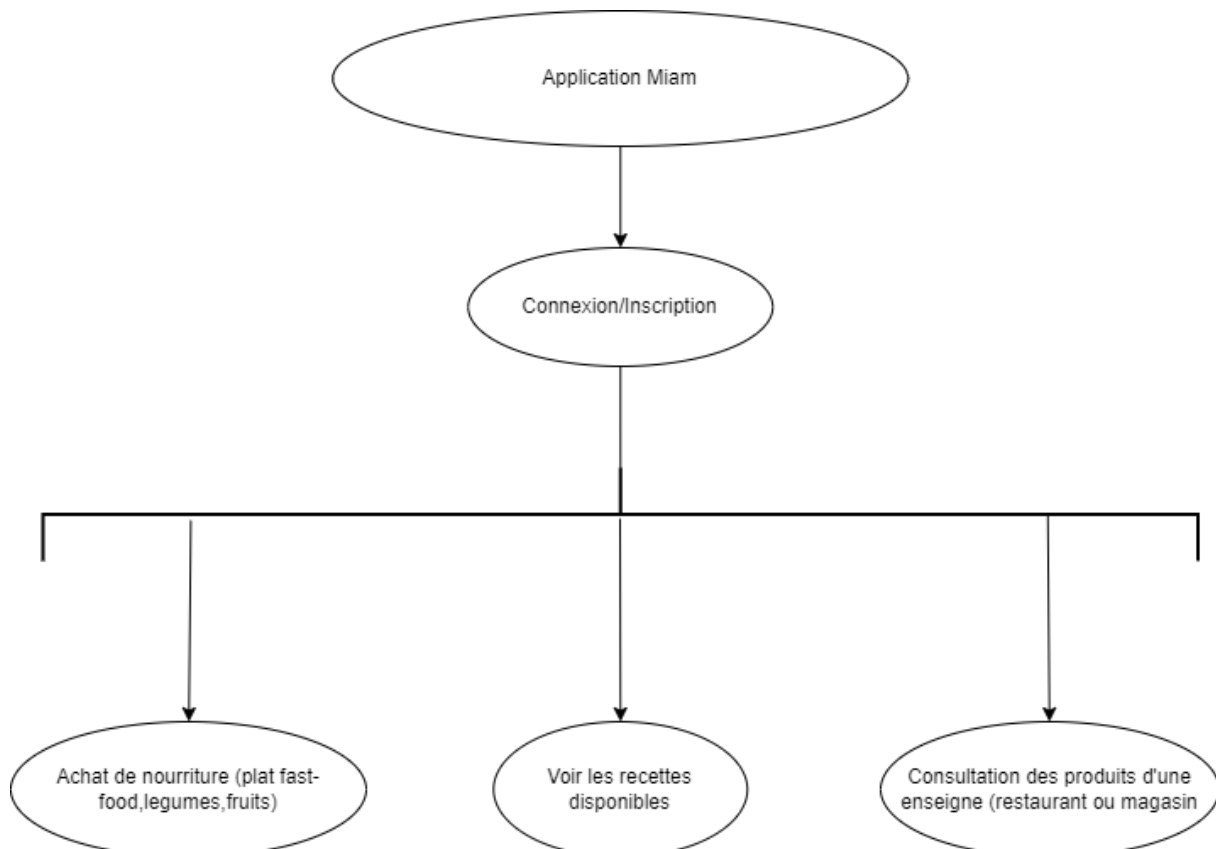 Application Miam
Connexion/Inscription
Achat de nourriture (plat fast-
food,legumes,fruits)
Voir les recettes
disponibles
Consultation des produits d'une
enseigne (restaurant ou magasin